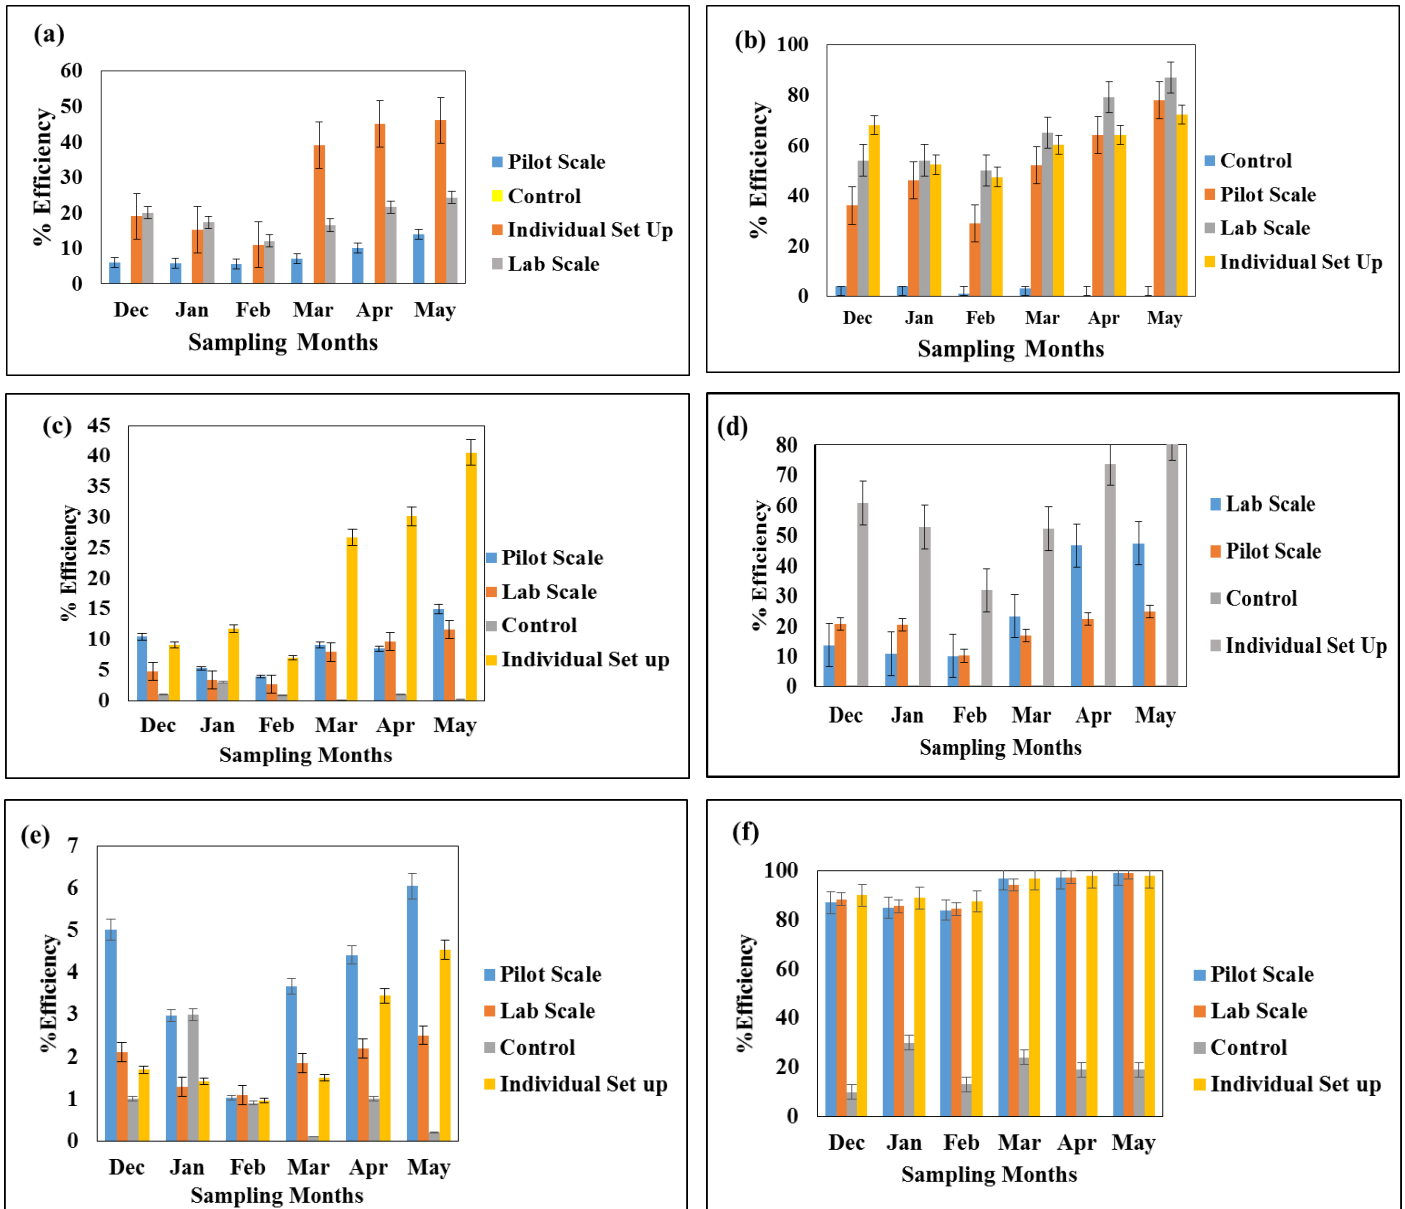 (a)
60
50
40
30
20
10
0
% Efficiency
Dec Jan Feb Mar Apr May
Sampling Months
Pilot Scale
Control
Individual Set Up
Lab Scale
(b)
100
80
60
40
20
0
% Efficiency
Dec Jan Feb Mar Apr May
Sampling Months
Control
Pilot Scale
Lab Scale
Individual Set Up
(c)
45
40
35
30
25
20
15
10
5
0
% Efficiency
Dec Jan Feb Mar Apr May
Sampling Months
Pilot Scale
Lab Scale
Control
Individual Set up
(d)
80
70
60
50
40
30
20
10
0
% Efficiency
Dec Jan Feb Mar Apr May
Sampling Months
Lab Scale
Pilot Scale
Control
Individual Set Up
(e)
7
6
5
4
3
2
1
0
%Efficiency
Dec Jan Feb Mar Apr May
Sampling Months
Pilot Scale
Lab Scale
Control
Individual Set up
(f)
100
80
60
40
20
0
%Efficiency
Dec Jan Feb Mar Apr May
Sampling Months
Pilot Scale
Lab Scale
Control
Individual Set up